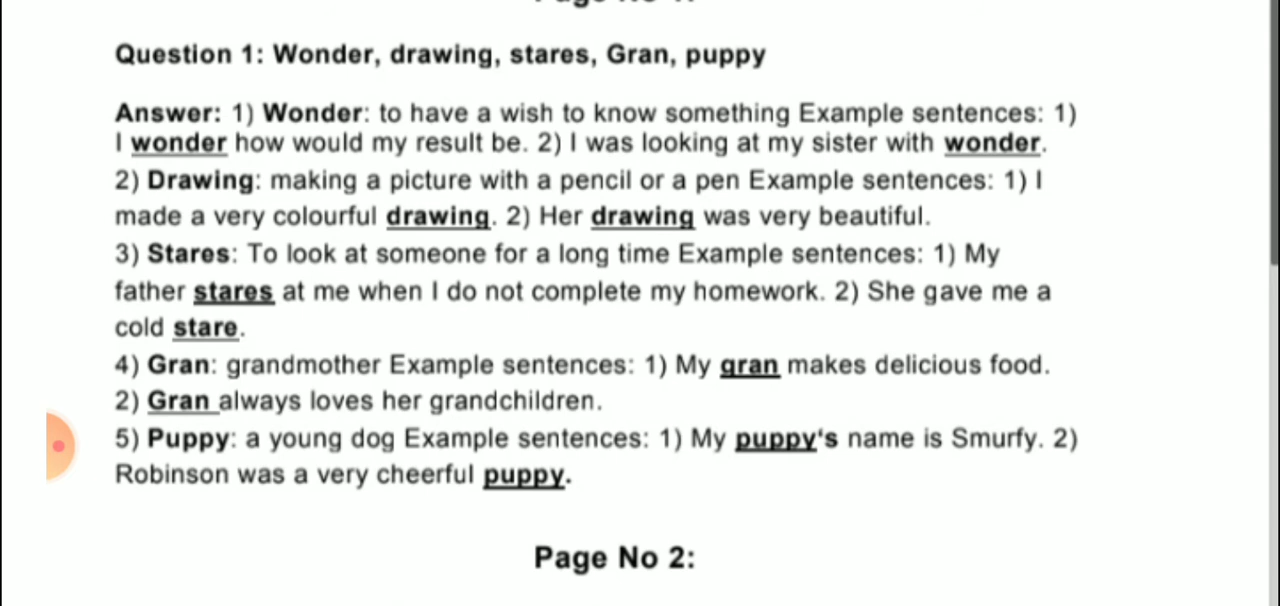 Question 1: Wonder, drawing, stares, Gran, puppy
Answer: 1) Wonder: to have a wish to know something Example sentences: 1)
I wonder how would my result be. 2) I was looking at my sister with wonder.
2) Drawing: making a picture with a pencil or a pen Example sentences: 1) I
made a very colourful drawing. 2) Her drawing was very beautiful.
3) Stares: To look at someone for a long time Example sentences: 1) My
father stares at me when I do not complete my homework. 2) She gave me a
cold stare.
4) Gran: grandmother Example sentences: 1) My gran makes delicious food.
2) Gran always loves her grandchildren.
5) Puppy: a young dog Example sentences: 1) My puppy's name is Smurfy. 2)
Robinson was a very cheerful puppy.
Page No 2: